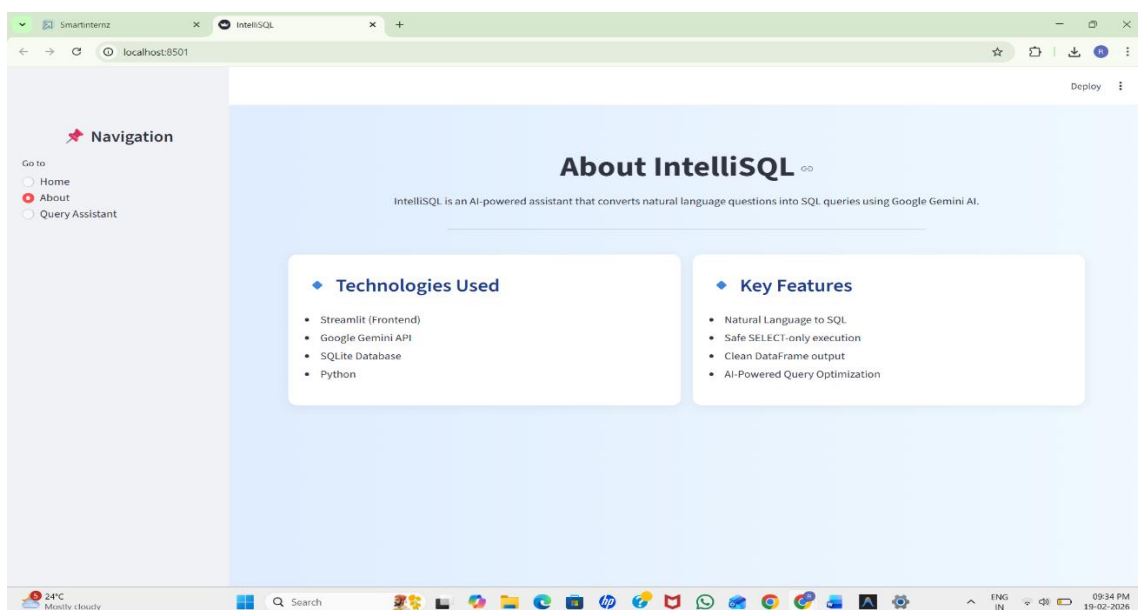 Smartinternz
IntelliSQL
localhost:8501
R
Deploy
Navigation
Go to
Home
About
Query Assistant
About IntelliSQL
IntelliSQL is an AI-powered assistant that converts natural language questions into SQL queries using Google Gemini AI.
Technologies Used
• Streamlit (Frontend)
• Google Gemini API
• SQLite Database
• Python
Key Features
• Natural Language to SQL
• Safe SELECT-only execution
• Clean DataFrame output
• AI-Powered Query Optimization
5
24°C
Mostly cloudy
Search
hp
ENG
IN
09:34 PM
19-02-2026